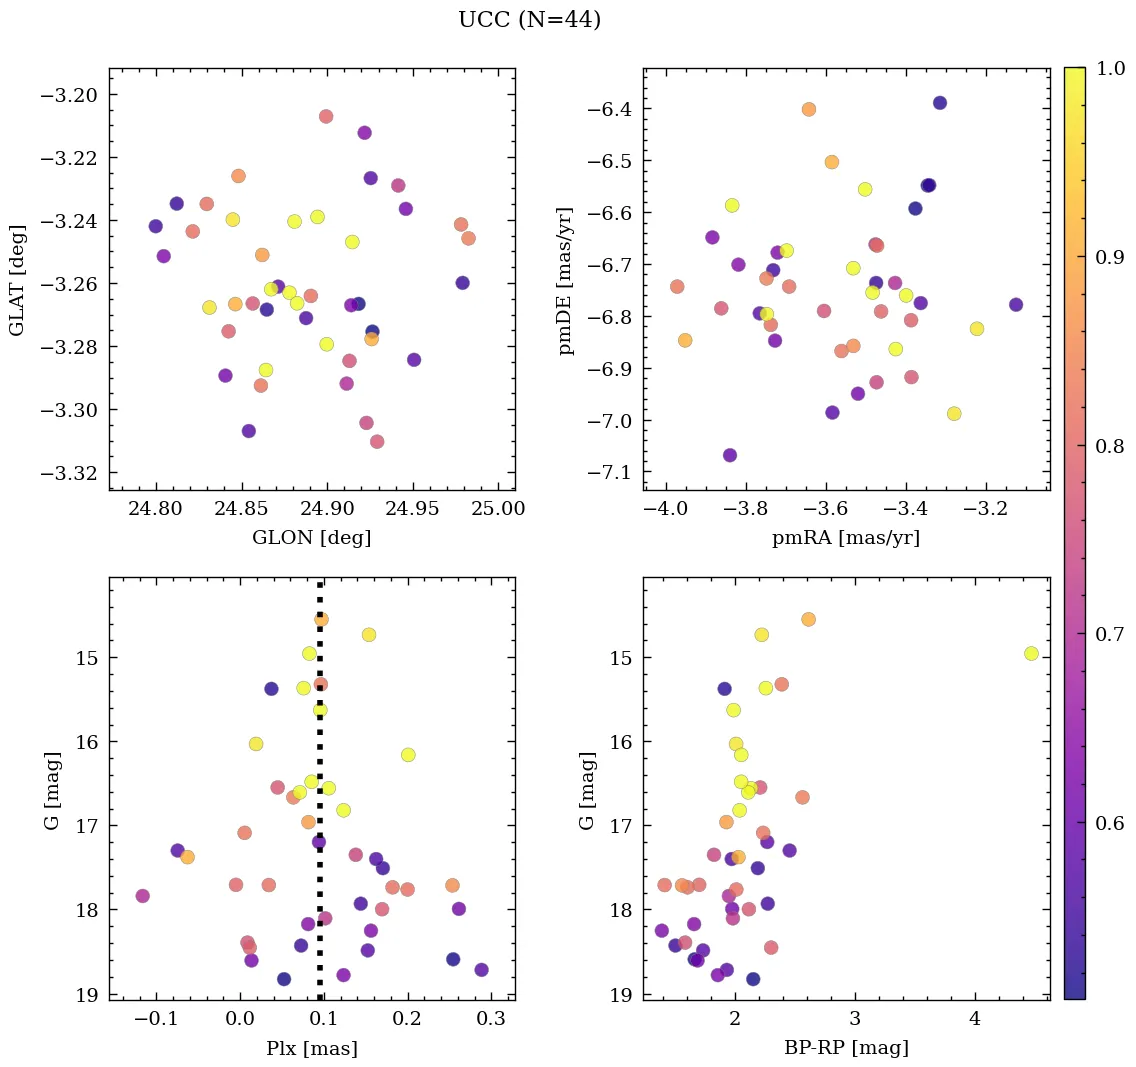 UCC (N=44)
−3.20
−3.22
−3.24
−3.26
−3.28
−3.30
−3.32
GLAT [deg]
24.80 24.85 24.90 24.95 25.00
GLON [deg]
−6.4
−6.5
−6.6
−6.7
−6.8
−6.9
−7.0
−7.1
pmDE [mas/yr]
−4.0 −3.8 −3.6 −3.4 −3.2
pmRA [mas/yr]
1.0
0.9
0.8
0.7
0.6
15
16
17
18
19
G [mag]
−0.1 0.0 0.1 0.2 0.3
Plx [mas]
15
16
17
18
19
G [mag]
2 3 4
BP-RP [mag]